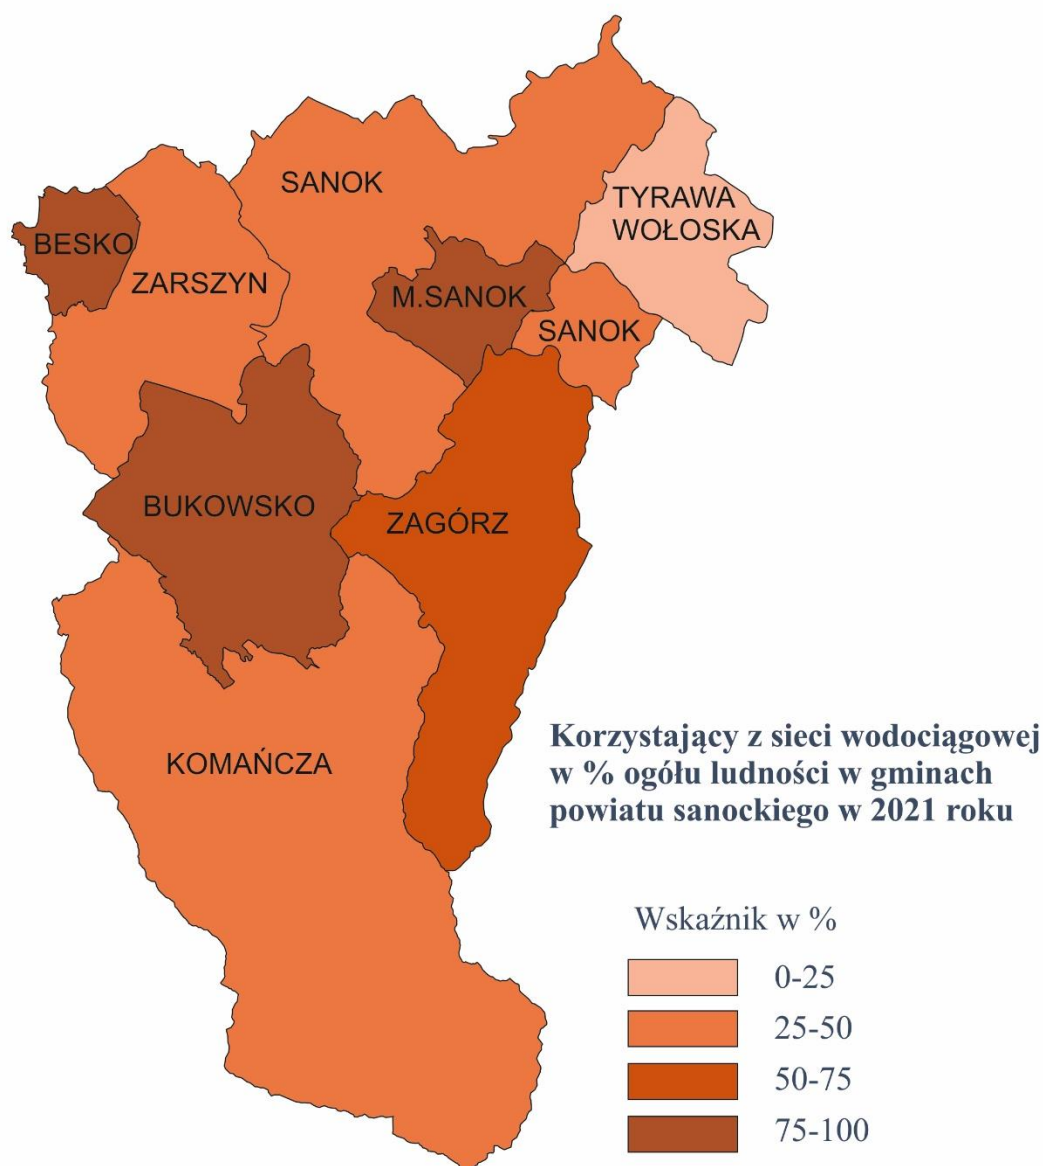 SANOK
TYRAWA
WOŁOSKA
BESKO
ZARSZYN
M.SANOK
SANOK
BUKOWSKO
ZAGÓRZ
KOMAŃCZA
Korzystający z sieci wodociągowej
w % ogółu ludności w gminach
powiatu sanockiego w 2021 roku
Wskaźnik w %
0-25
25-50
50-75
75-100